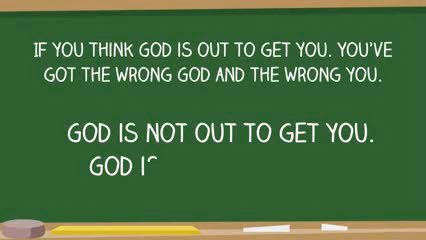 IF YOU THINK GOD IS OUT TO GET YOU. YOU'VE
GOT THE WRONG GOD AND THE WRONG YOU.
GOD IS NOT OUT TO GET YOU.
GOD